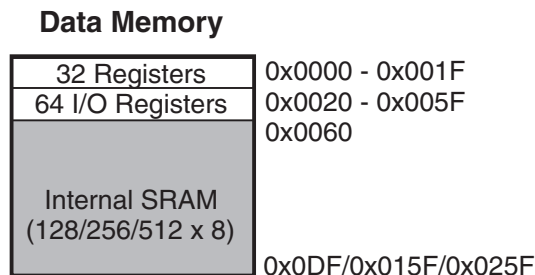 Data Memory
32 Registers 0x0000 - 0x001F
64 I/O Registers 0x0020 - 0x005F
0x0060
Internal SRAM
(128/256/512 x 8)
0x0DF/0x015F/0x025F